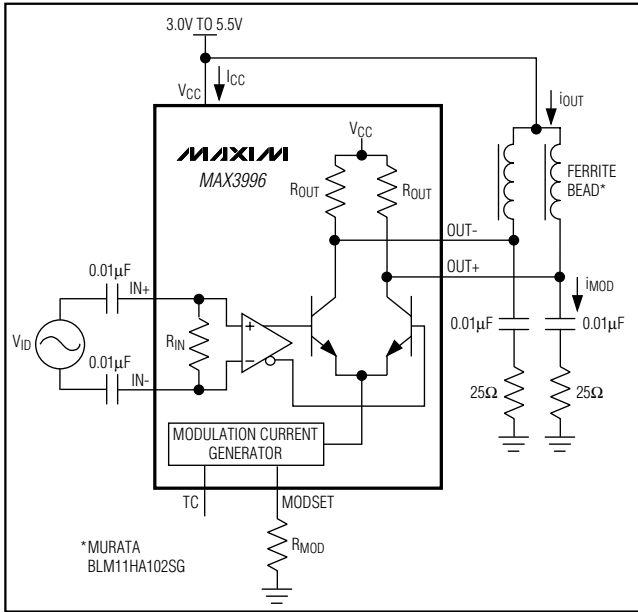 3.0V TO 5.5V
VCC
ICC
iOUT
MAXIM
MAX3996
VCC
ROUT
ROUT
FERRITE
BEAD*
OUT-
OUT+
iMOD
0.01µF
IN+
0.01µF
0.01µF
VID
RIN
+
−
0.01µF
IN-
25Ω
25Ω
MODULATION CURRENT
GENERATOR
TC
MODSET
RMOD
*MURATA
BLM11HA102SG